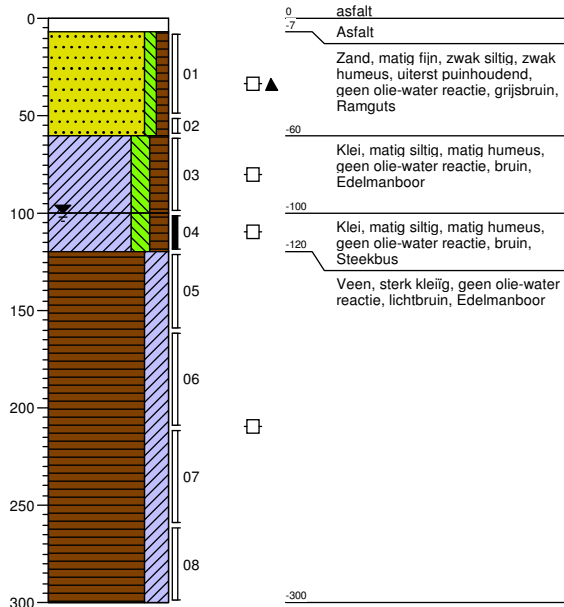 0
50
100
150
200
250
300
01
02
03
04
05
06
07
08
0
asfalt
-7
Asfalt
Zand, matig fijn, zwak siltig, zwak
humeus, uiterst puinhoudend,
geen olie-water reactie, grijsbruin,
Ramguts
-60
Klei, matig siltig, matig humeus,
geen olie-water reactie, bruin,
Edelmanboor
-100
Klei, matig siltig, matig humeus,
geen olie-water reactie, bruin,
Steekbus
-120
Veen, sterk kleiïg, geen olie-water
reactie, lichtbruin, Edelmanboor
-300